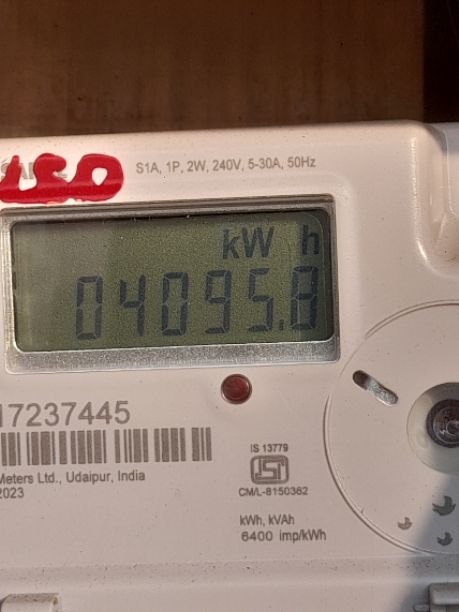 S1A, 1P, 2W, 240V, 5-30A, 50Hz
kW h
04095.8
17237445
Meters Ltd., Udaipur, India
2023
IS 13779
CM/L-8150362
kWh, kVAh
6400 imp/kWh